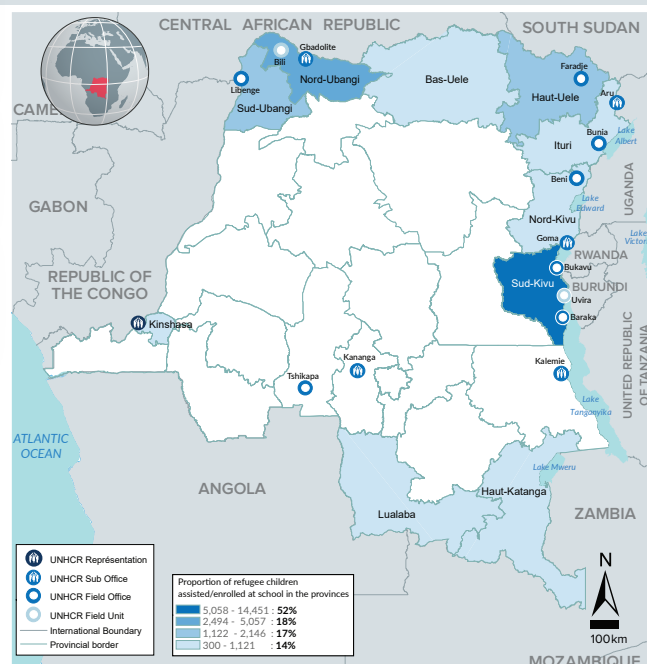 CENTRAL AFRICAN REPUBLIC
SOUTH SUDAN
Gbadolite
Bili
Libenge
Nord-Ubangi
Sud-Ubangi
Bas-Uele
Faradje
Haut-Uele
Aru
CAME
Bunia
Lake
Albert
Ituri
Beni
Lake
Edward
UGANDA
GABON
Nord-Kivu
Goma
Lake
Victor
RWANDA
Bukavu
REPUBLIC OF
THE CONGO
Sud-Kivu
BURUNDI
Uvira
Baraka
Kinshasa
UNITED REPUBLIC
OF TANZANIA
Kananga
Kalemie
Tshikapa
Lake
Tanganyika
ATLANTIC
OCEAN
Lake Mweru
ANGOLA
Haut-Katanga
Lualaba
ZAMBIA
UNHCR Représentation
UNHCR Sub Office
UNHCR Field Office
UNHCR Field Unit
International Boundary
Provincial border
Proportion of refugee children
assisted/enrolled at school in the provinces
5,058 - 14,451 : 52%
2,494 - 5,057 : 18%
1,122 - 2,146 : 17%
300 - 1,121 : 14%
N
100km
MOZAMBIQUE